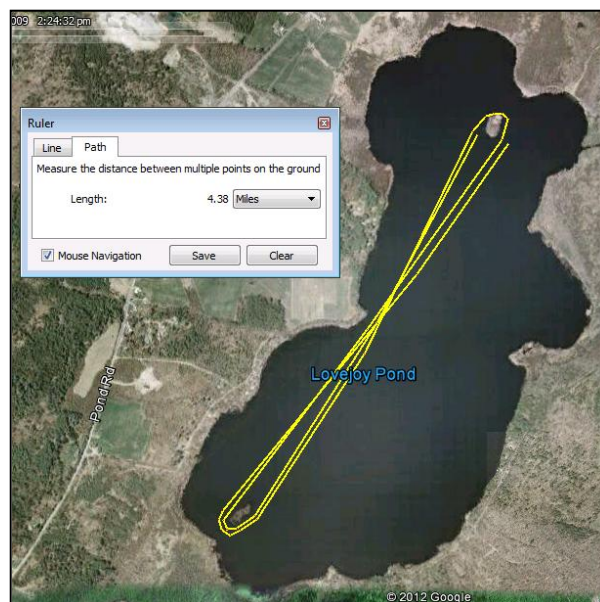 009  2:24:32 pm
Ruler
Line Path
Measure the distance between multiple points on the ground
Length: 4.38 Miles
Mouse Navigation Save Clear
Lovejoy Pond
Pond Rd
© 2012 Google